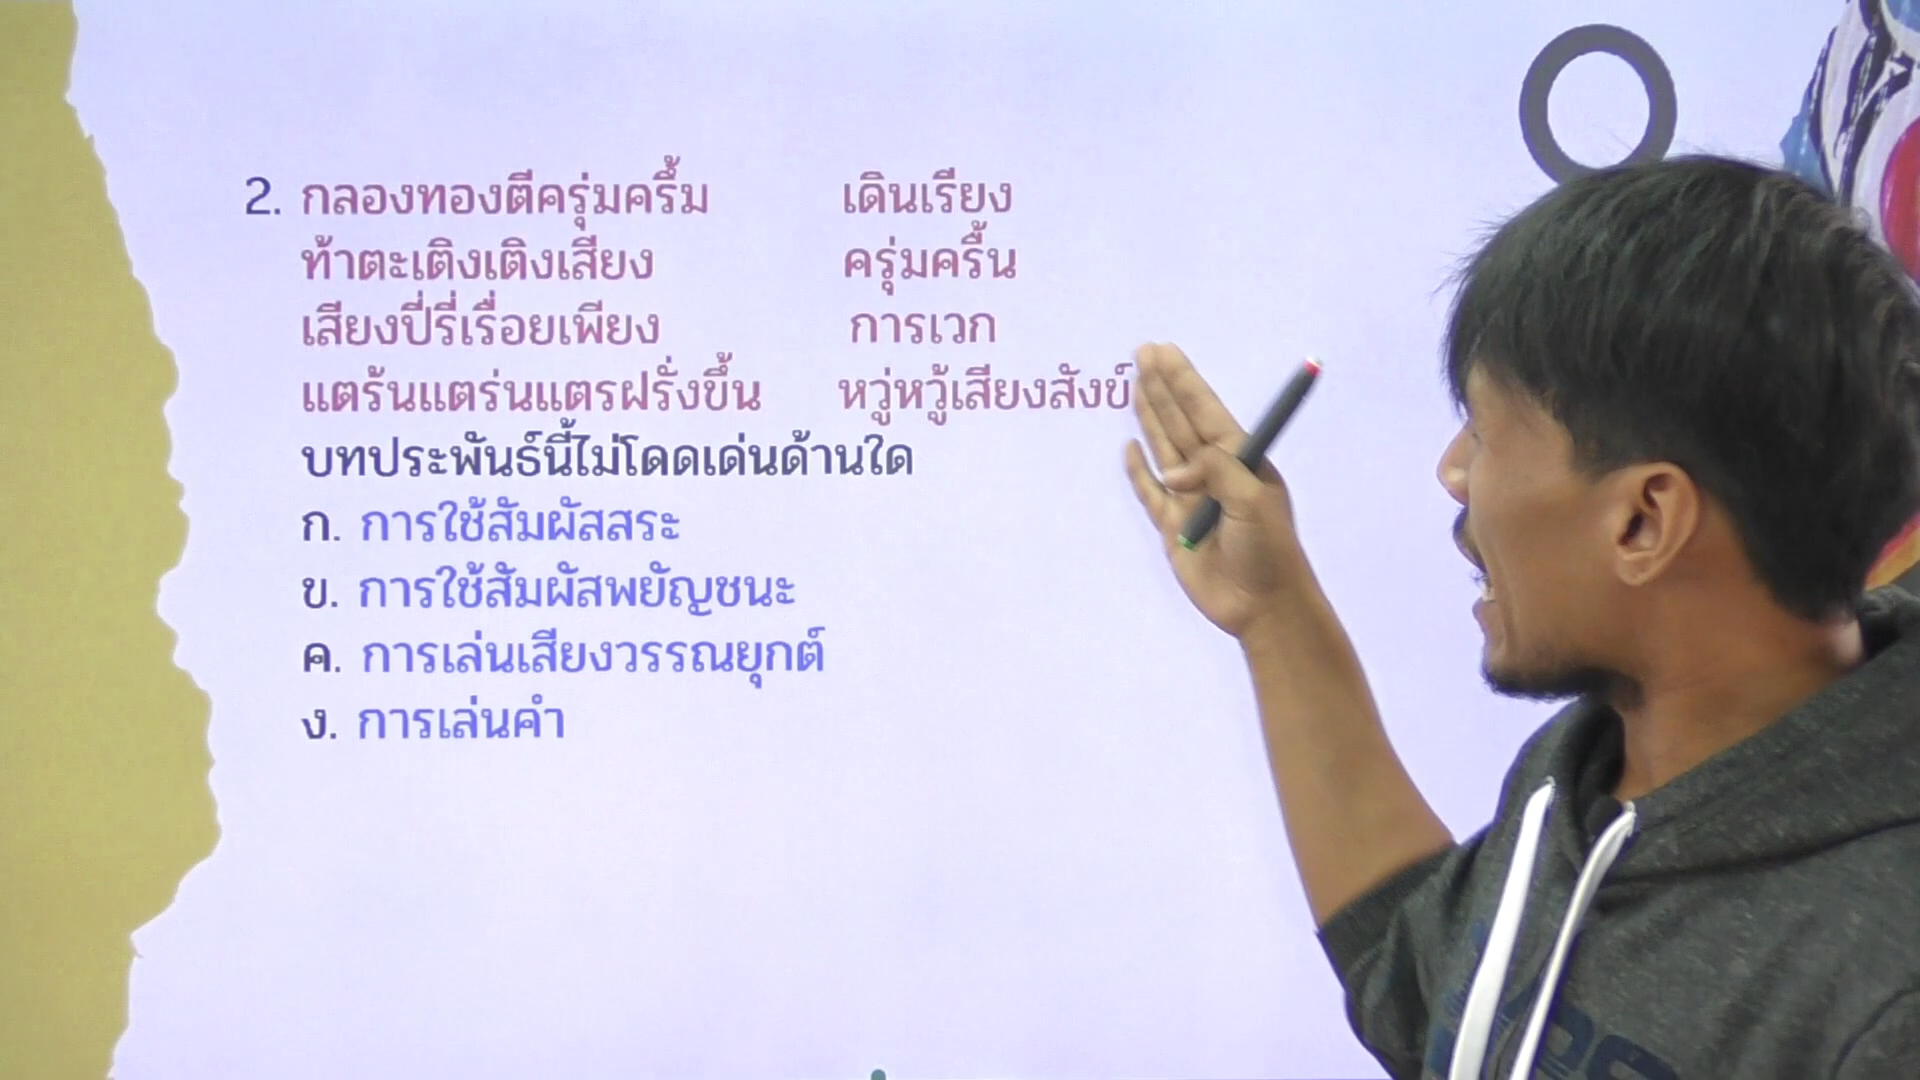 2. กลองทองตีครุ่มครึ้ม เดินเรียง
ท้าตะเติงเติงเสียง ครุ่มครื้น
เสียงปี่รี่เรื่อยเพียง การเวก
แตร้นแตร่นแตรฝรั่งขึ้น หวู่หวู้เสียงสังข์
บทประพันธ์นี้ไม่โดดเด่นด้านใด
ก. การใช้สัมผัสสระ
ข. การใช้สัมผัสพยัญชนะ
ค. การเล่นเสียงวรรณยุกต์
ง. การเล่นคำ